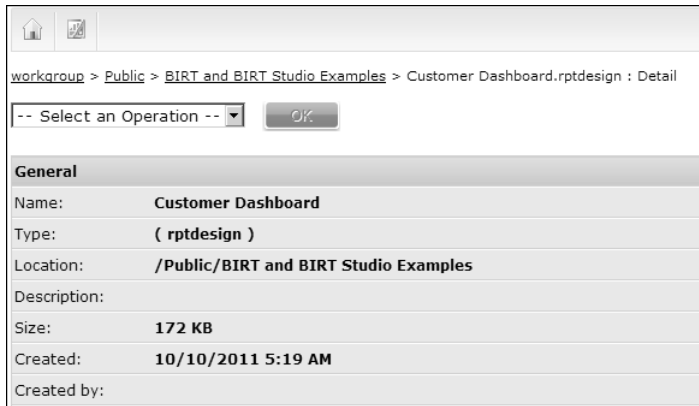 workgroup > Public > BIRT and BIRT Studio Examples > Customer Dashboard.rptdesign : Detail
-- Select an Operation -- OK
General
Name: Customer Dashboard
Type: ( rptdesign )
Location: /Public/BIRT and BIRT Studio Examples
Description:
Size: 172 KB
Created: 10/10/2011 5:19 AM
Created by: